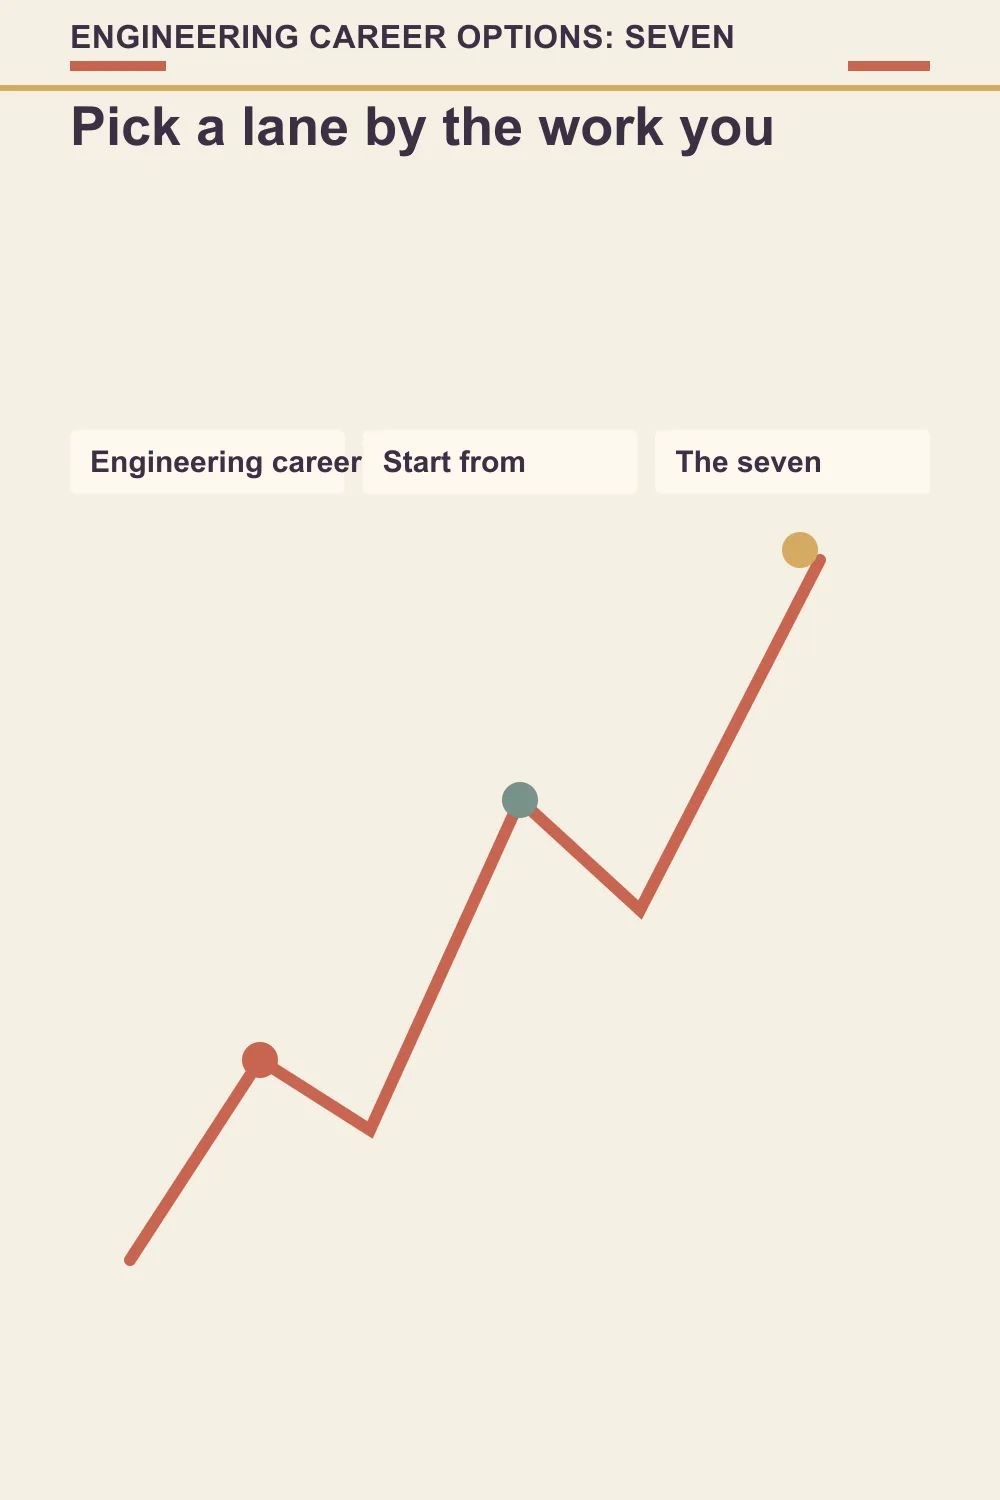 ENGINEERING CAREER OPTIONS: SEVEN
Pick a lane by the work you
Engineering career
Start from
The seven